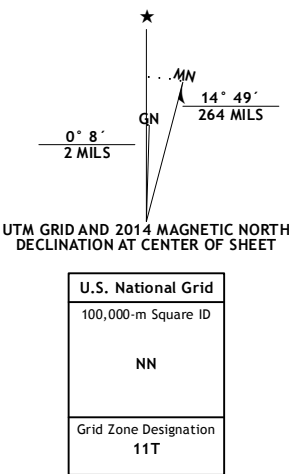 ★
MN
GN
14° 49´
264 MILS
0° 8´
2 MILS
UTM GRID AND 2014 MAGNETIC NORTH
DECLINATION AT CENTER OF SHEET
U.S. National Grid
100,000-m Square ID
NN
Grid Zone Designation
11T